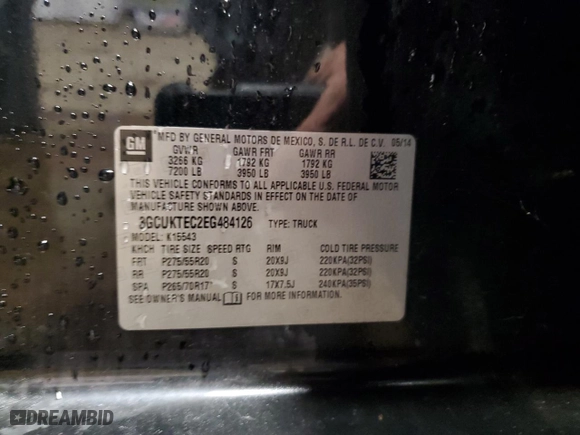 GM
MFD BY GENERAL MOTORS DE MEXICO, S. DE R.L. DE C.V. 05/14
GVWR GAWR FRT GAWR RR
3266 KG 1792 KG 1792 KG
7200 LB 3950 LB 3950 LB
THIS VEHICLE CONFORMS TO ALL APPLICABLE U.S. FEDERAL MOTOR
VEHICLE SAFETY STANDARDS IN EFFECT ON THE DATE OF
MANUFACTURE SHOWN ABOVE.
3GCUKTEC2EG484126 TYPE: TRUCK
MODEL: K15543
KHCH TIRE SIZE SPEED RTG RIM COLD TIRE PRESSURE
FRT P275/55R20 S 20X9J 220KPA(32PSI)
RR P275/55R20 S 20X9J 220KPA(32PSI)
SPA P265/70R17 S 17X7.5J 240KPA(35PSI)
SEE OWNER'S MANUAL FOR MORE INFORMATION.
DREAMBID